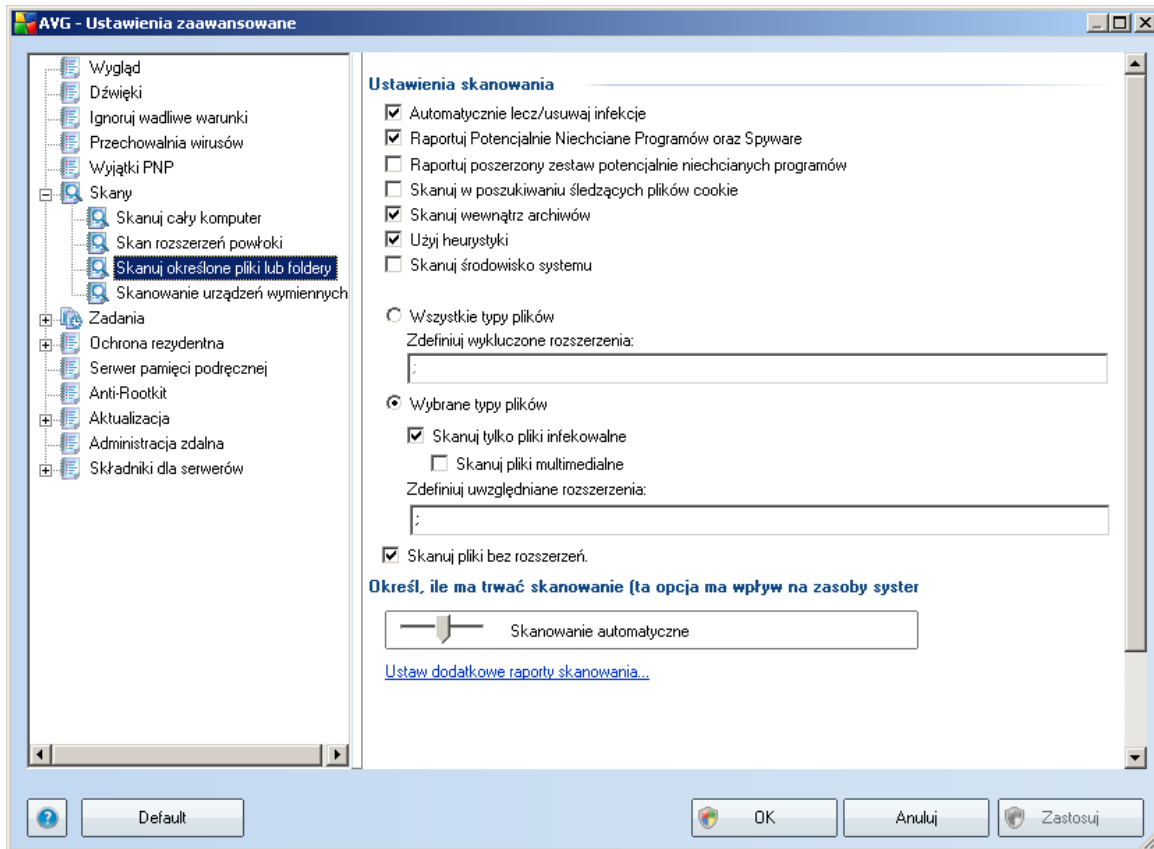 AVG - Ustawienia zaawansowane
Wygląd
Dźwięki
Ignoruj wadliwe warunki
Przechowalnia wirusów
Wyjątki PNP
Skany
Skanuj cały komputer
Skan rozszerzeń powłoki
Skanuj określone pliki lub foldery
Skanowanie urządzeń wymiennych
Zadania
Ochrona rezydentna
Serwer pamięci podręcznej
Anti-Rootkit
Aktualizacja
Administracja zdalna
Składniki dla serwerów
Ustawienia skanowania
Automatycznie lecz/usuwaj infekcje
Raportuj Potencjalnie Niechciane Programów oraz Spyware
Raportuj poszerzony zestaw potencjalnie niechcianych programów
Skanuj w poszukiwaniu śledzących plików cookie
Skanuj wewnątrz archiwów
Użyj heurystyki
Skanuj środowisko systemu
Wszystkie typy plików
Zdefiniuj wykluczone rozszerzenia:
;
Wybrane typy plików
Skanuj tylko pliki infekowalne
Skanuj pliki multimedialne
Zdefiniuj uwzględniane rozszerzenia:
;
Skanuj pliki bez rozszerzeń.
Określ, ile ma trwać skanowanie (ta opcja ma wpływ na zasoby system
Skanowanie automatyczne
Ustaw dodatkowe raporty skanowania...
Default
OK
Anuluj
Zastosuj